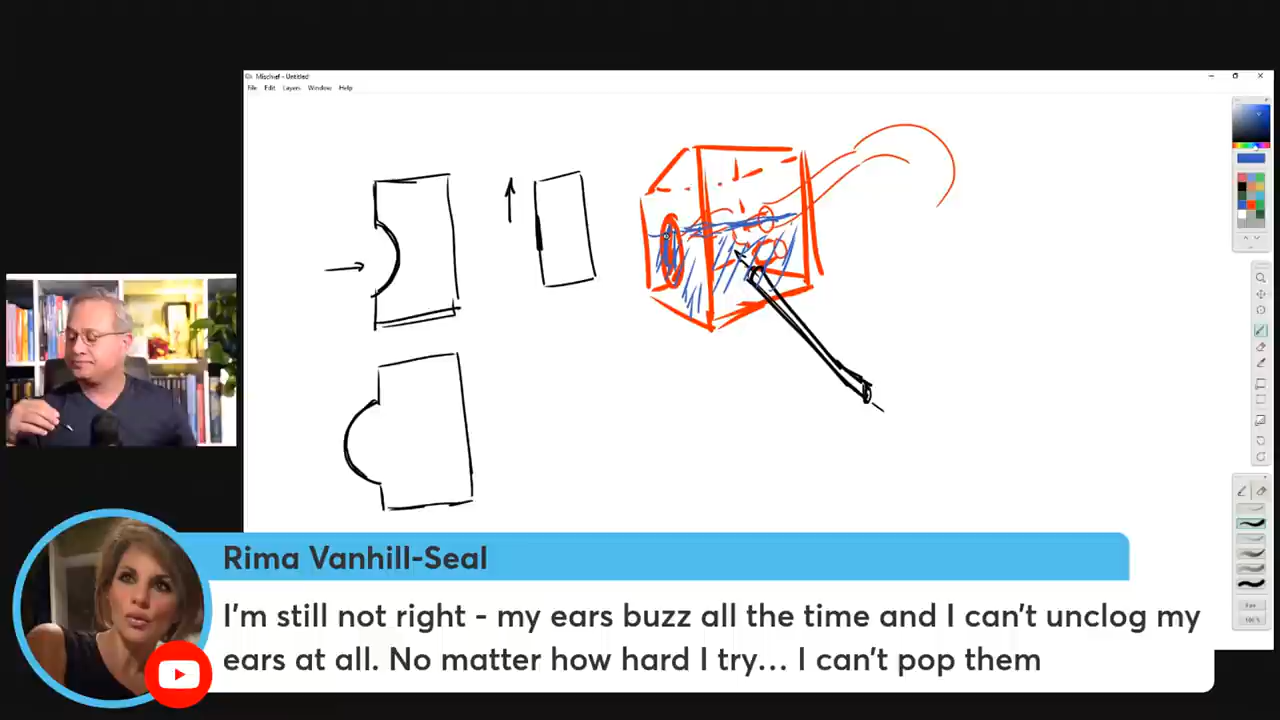 Mischief - Untitled
File Edit Layers Window Help
Rima Vanhill-Seal
I'm still not right - my ears buzz all the time and I can't unclog my
ears at all. No matter how hard I try... I can't pop them